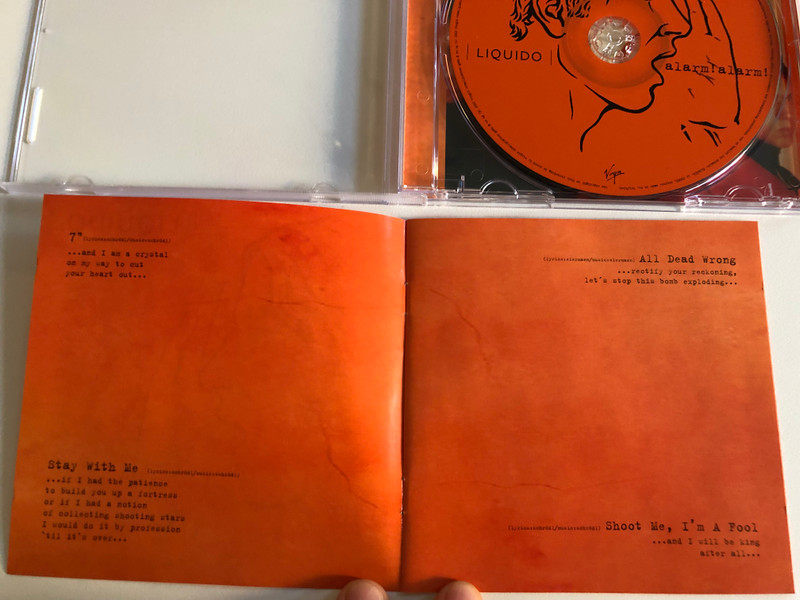 | LIQUIDO |
alarm!alarm!
Virgin
7"
...and I am a crystal
on my way to cut
your heart out...
Stay With Me
...if I had the patience
to build you up a fortress
or if I had a notion
of collecting shooting stars
I would do it by profession
'til it's over...
All Dead Wrong
...rectify your reckoning,
let's stop this bomb exploding...
Shoot Me, I'm A Fool
...and I will be king
after all...